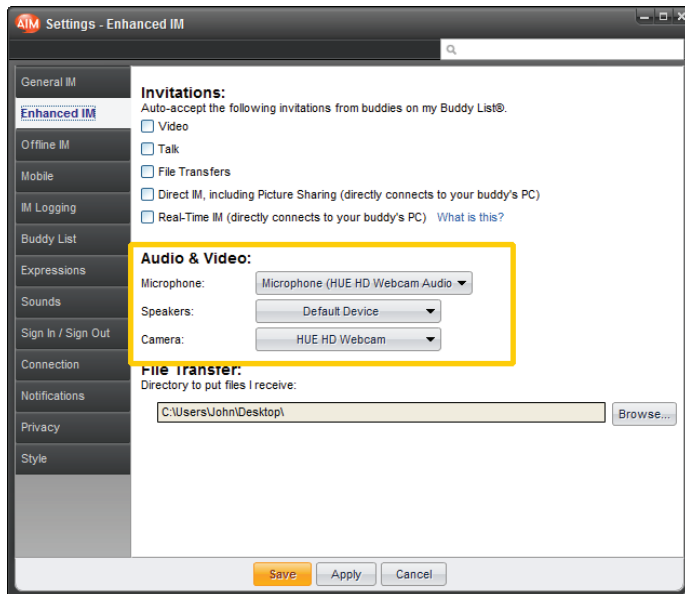 AIM Settings - Enhanced IM
General IM
Enhanced IM
Offline IM
Mobile
IM Logging
Buddy List
Expressions
Sounds
Sign In / Sign Out
Connection
Notifications
Privacy
Style
Invitations:
Auto-accept the following invitations from buddies on my Buddy List®.
Video
Talk
File Transfers
Direct IM, including Picture Sharing (directly connects to your buddy's PC)
Real-Time IM (directly connects to your buddy's PC) What is this?
Audio & Video:
Microphone: Microphone (HUE HD Webcam Audio
Speakers: Default Device
Camera: HUE HD Webcam
File Transfer:
Directory to put files I receive:
C:\Users\John\Desktop\ Browse...
Save Apply Cancel